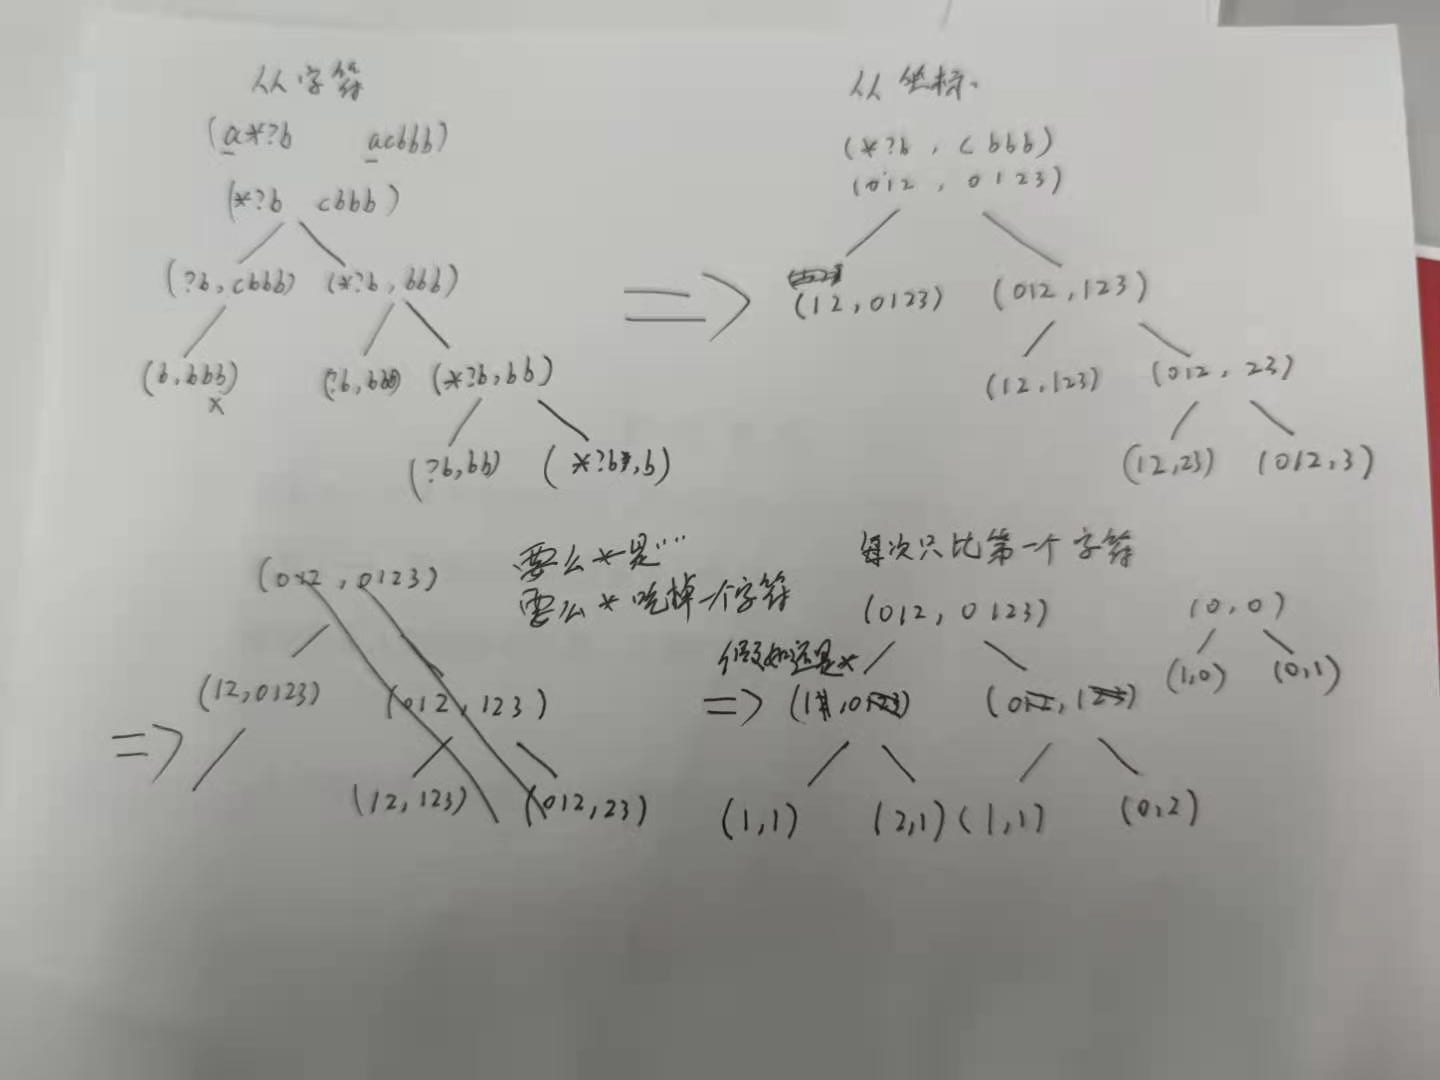 从字符
(a*?b acbbb)
(*?b cbbb)
(?b,cbbb) (*?b,bbb)
(b,bbb) (?b,bbb) (*?b,bb)
x
(?b,bb) (*?b,b)
从坐标
(*?b,cbbb)
(012,0123)
(12,0123) (012,123)
(12,123) (012,23)
(12,23) (012,3)
(012,0123)
(12,0123) (012,123)
(12,123) (012,23)
要么*是""
要么*吃掉一个字符
每次只比第一个字符
(012,0123) (0,0)
假如还是*
=> (1,0) (0,1) (1,0) (0,1)
(1,1) (2,1) (1,1) (0,2)